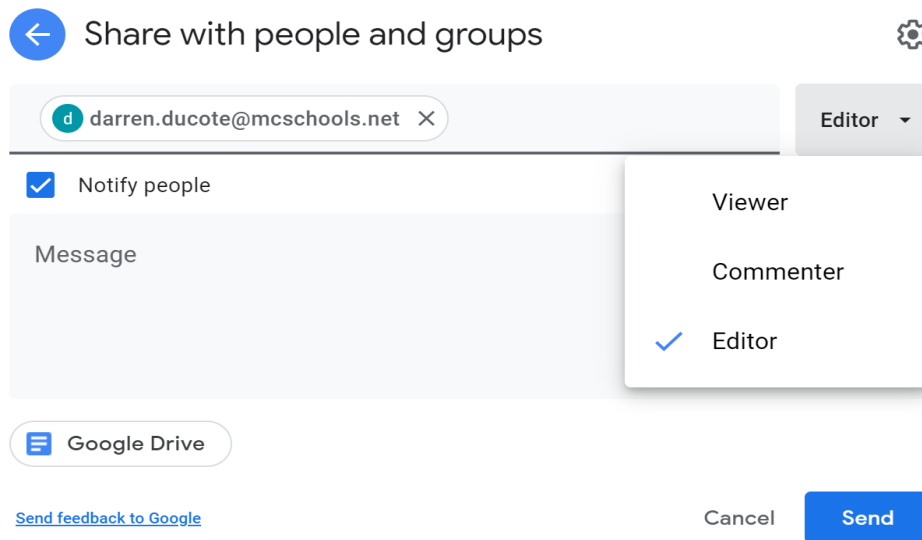 Share with people and groups
d darren.ducote@mcschools.net
Editor
Notify people
Viewer
Message
Commenter
Editor
Google Drive
Send feedback to Google
Cancel
Send